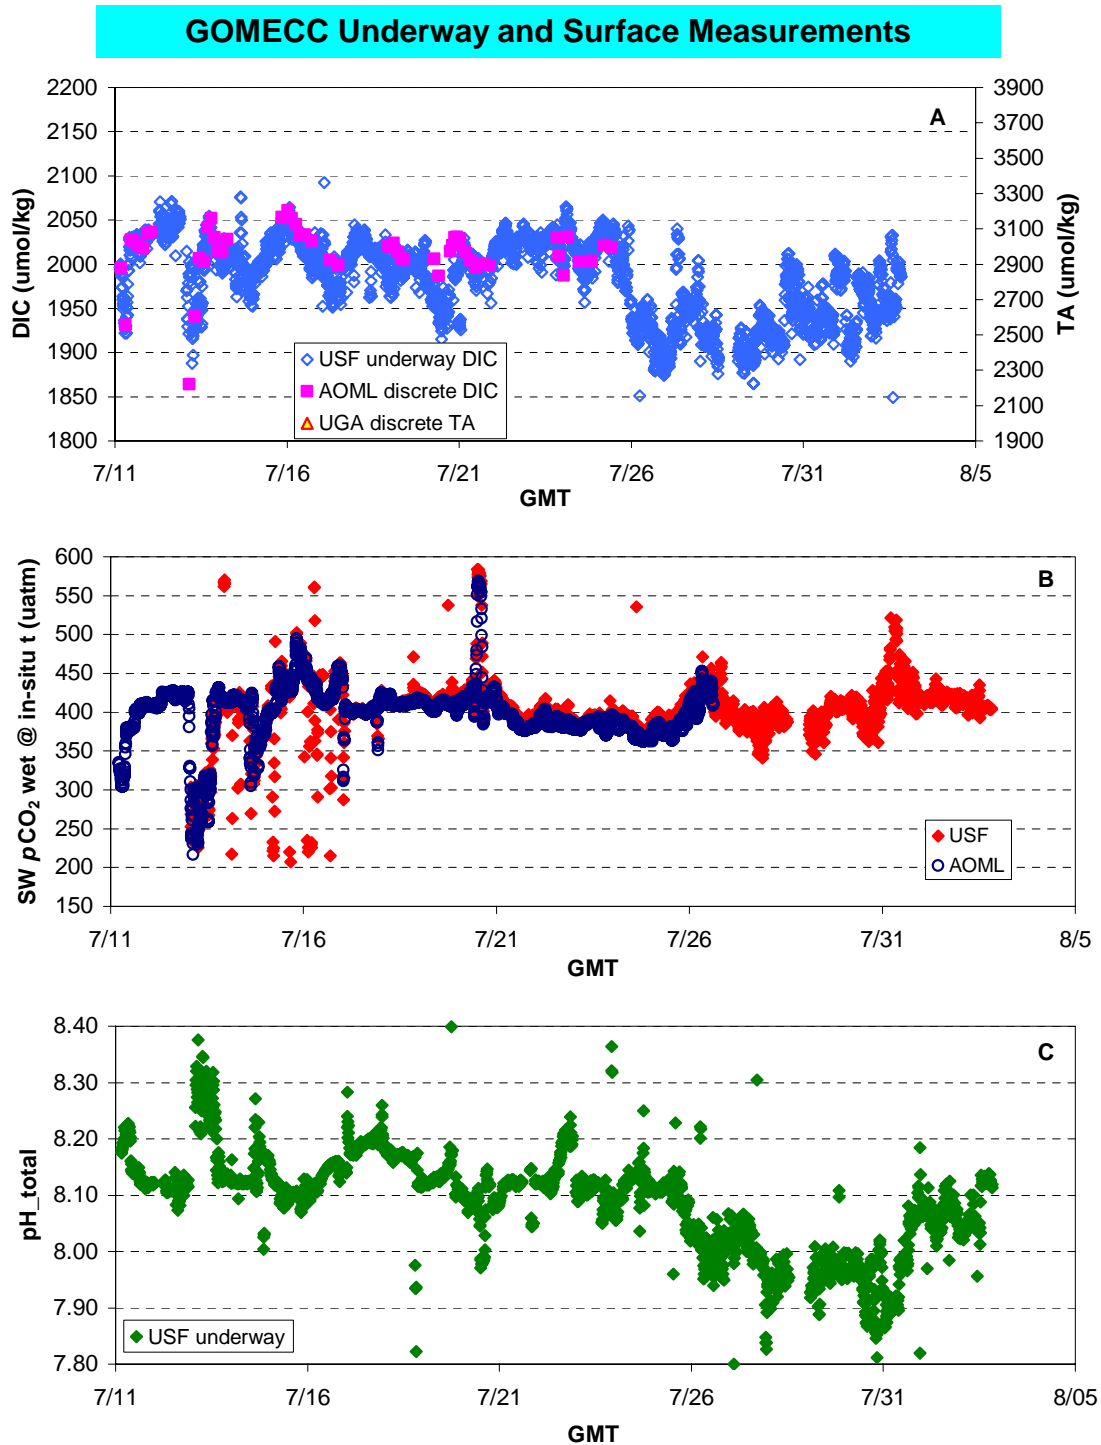 GOMECC Underway and Surface Measurements
A
DIC (umol/kg)
TA (umol/kg)
2200
2150
2100
2050
2000
1950
1900
1850
1800
3900
3700
3500
3300
3100
2900
2700
2500
2300
2100
1900
USF underway DIC
AOML discrete DIC
UGA discrete TA
7/11 7/16 7/21 7/26 7/31 8/5
GMT
B
SW pCO₂ wet @ in-situ t (uatm)
600
550
500
450
400
350
300
250
200
150
USF
AOML
7/11 7/16 7/21 7/26 7/31 8/5
GMT
C
pH_total
8.40
8.30
8.20
8.10
8.00
7.90
7.80
USF underway
7/11 7/16 7/21 7/26 7/31 8/05
GMT